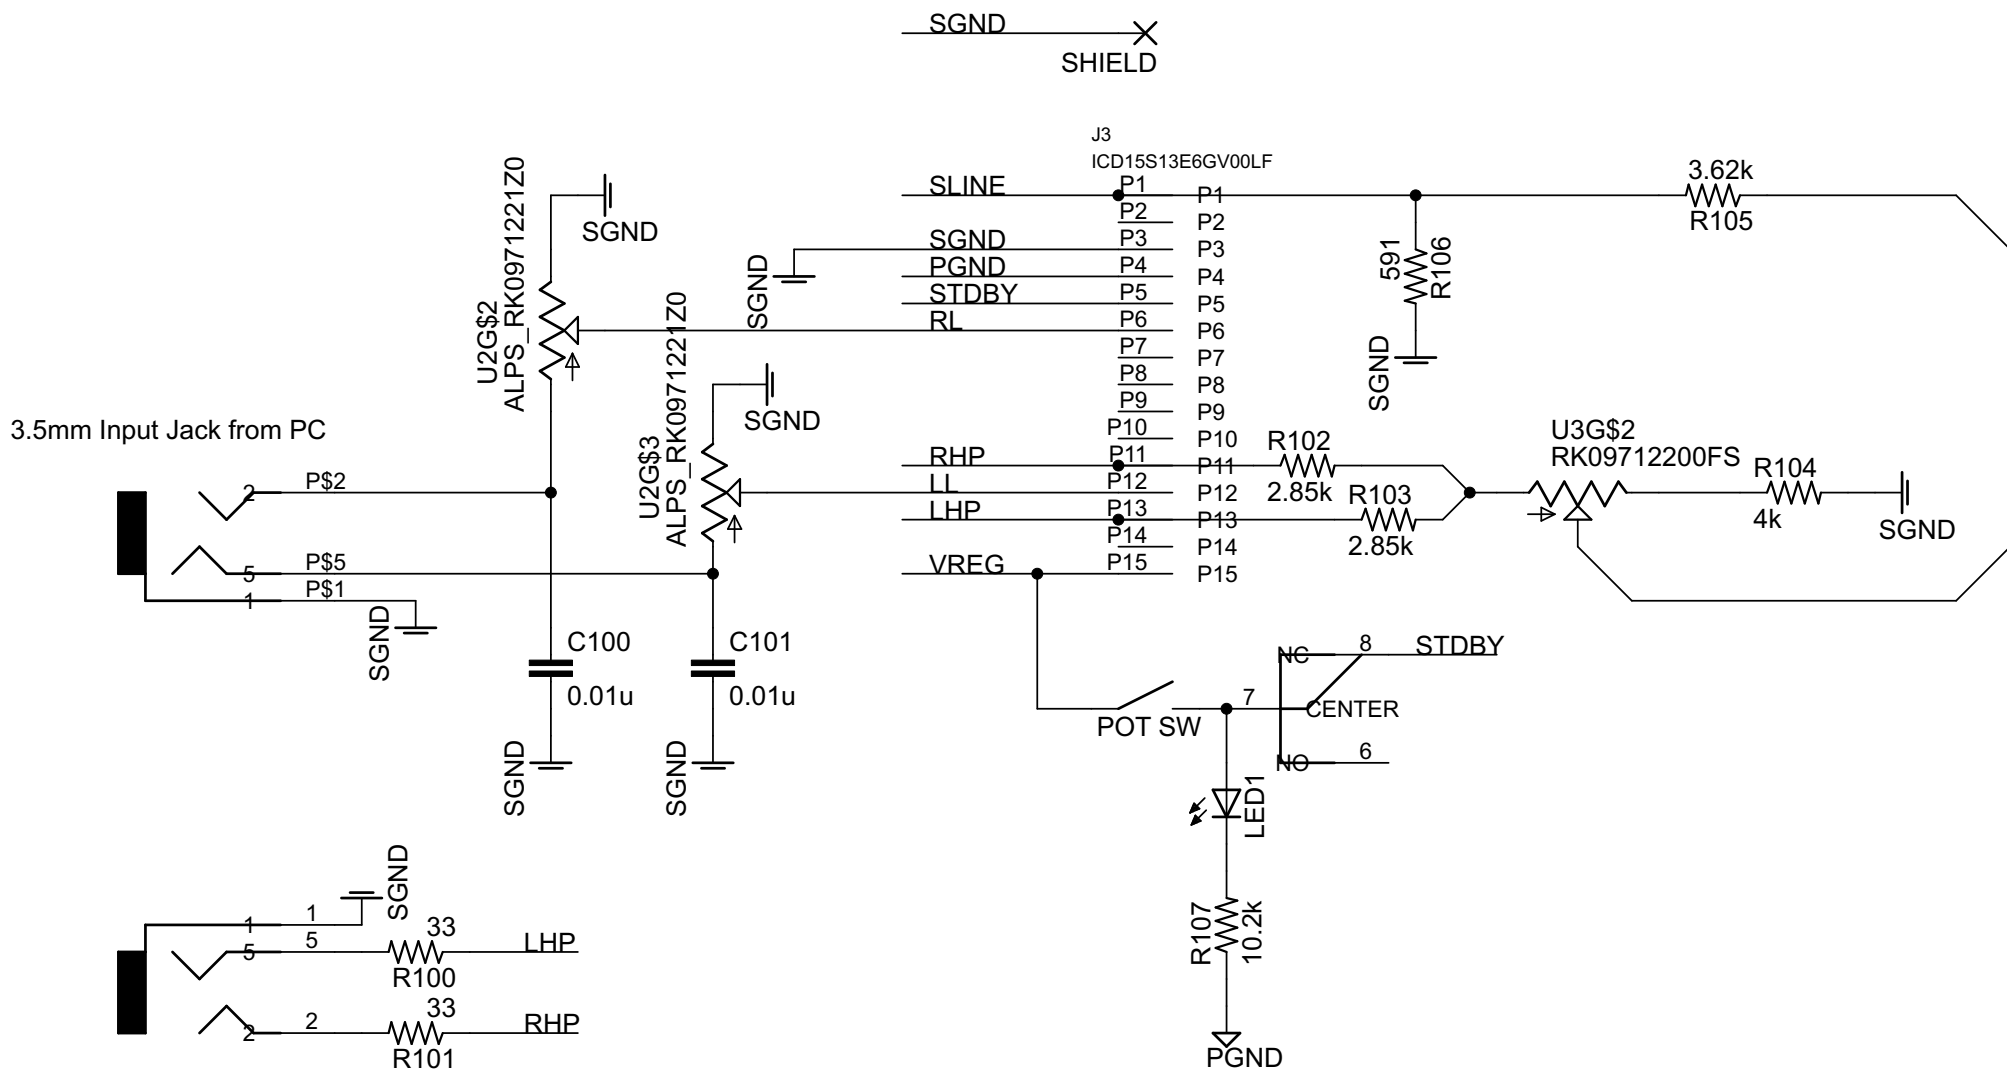 SGND
SHIELD
J3
ICD15S13E6GV00LF
SLINE P1 P1
P2 P2
SGND P3 P3
PGND P4 P4
STDBY P5 P5
RL P6 P6
P7 P7
P8 P8
P9 P9
P10 P10
RHP P11 P11
LL P12 P12
LHP P13 P13
P14 P14
VREG P15 P15
3.62k
R105
591
R106
SGND
U2G$2
ALPS_RK0971221Z0
SGND
SGND
U2G$3
ALPS_RK0971221Z0
SGND
R102
2.85k
R103
2.85k
U3G$2
RK09712200FS
R104
4k
SGND
3.5mm Input Jack from PC
2 P$2
5 P$5
1 P$1
SGND
C100
0.01u
SGND
C101
0.01u
SGND
POT SW
7
NC 8 STDBY
CENTER
NO 6
LED1
R107
10.2k
PGND
SGND
1 1
5 5 33 LHP
R100
2 2 33 RHP
R101